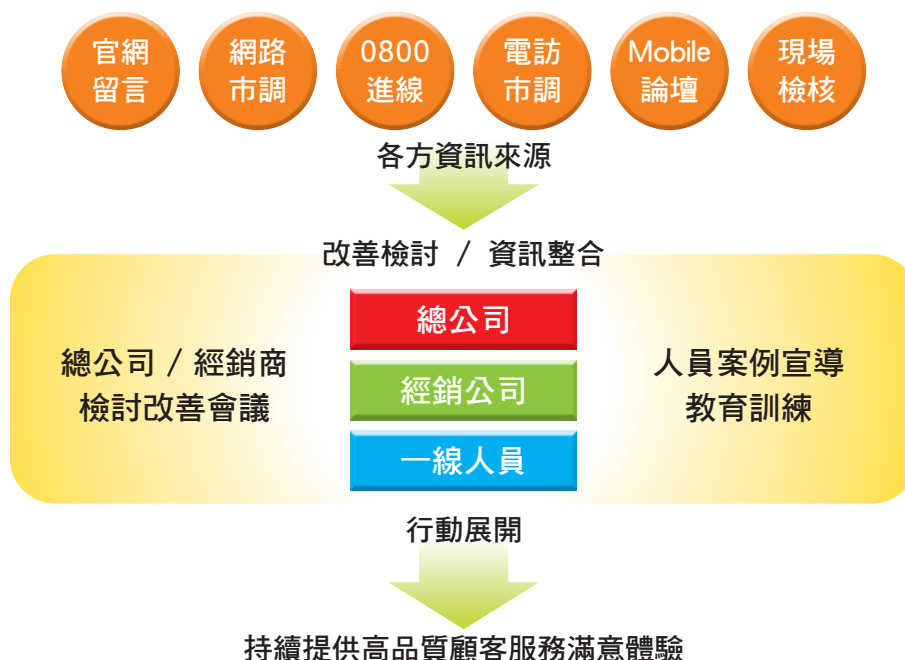 官網
留言
網路
市調
0800
進線
電訪
市調
Mobile
論壇
現場
檢核
各方資訊來源
改善檢討 / 資訊整合
總公司
總公司 / 經銷商
檢討改善會議
經銷公司
人員案例宣導
教育訓練
一線人員
行動展開
持續提供高品質顧客服務滿意體驗